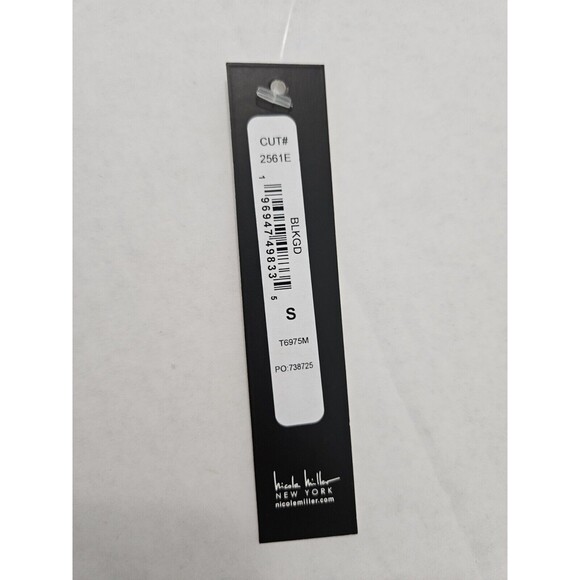 CUT#
2561E
BLKGD
1 96947 49833 5
S
T6975M
PO:738725
nicole miller
NEW YORK
nicolemiller.com